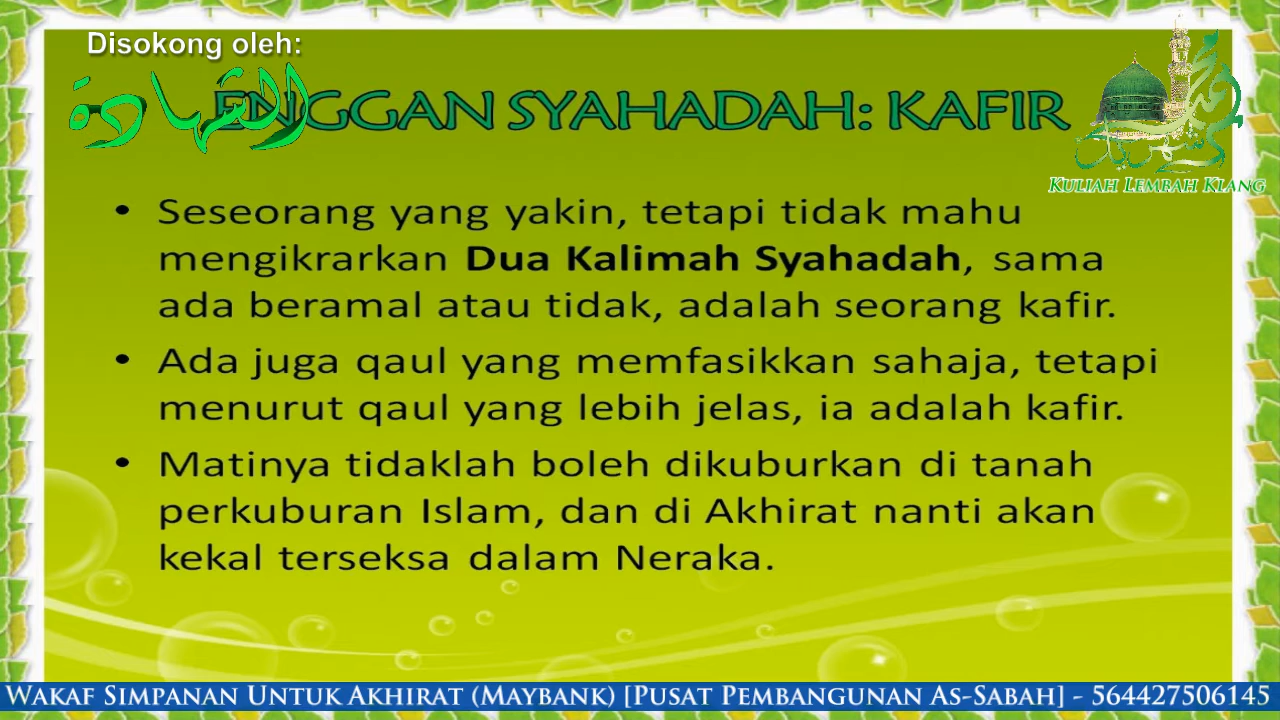 Disokong oleh:
الشهادة
ENGGAN SYAHADAH: KAFIR
KULIAH LEMBAH KLANG
• Seseorang yang yakin, tetapi tidak mahu
mengikrarkan Dua Kalimah Syahadah, sama
ada beramal atau tidak, adalah seorang kafir.
• Ada juga qaul yang memfasikkan sahaja, tetapi
menurut qaul yang lebih jelas, ia adalah kafir.
• Matinya tidaklah boleh dikuburkan di tanah
perkuburan Islam, dan di Akhirat nanti akan
kekal terseksa dalam Neraka.
WAKAF SIMPANAN UNTUK AKHIRAT (MAYBANK) [PUSAT PEMBANGUNAN AS-SABAH] - 564427506145